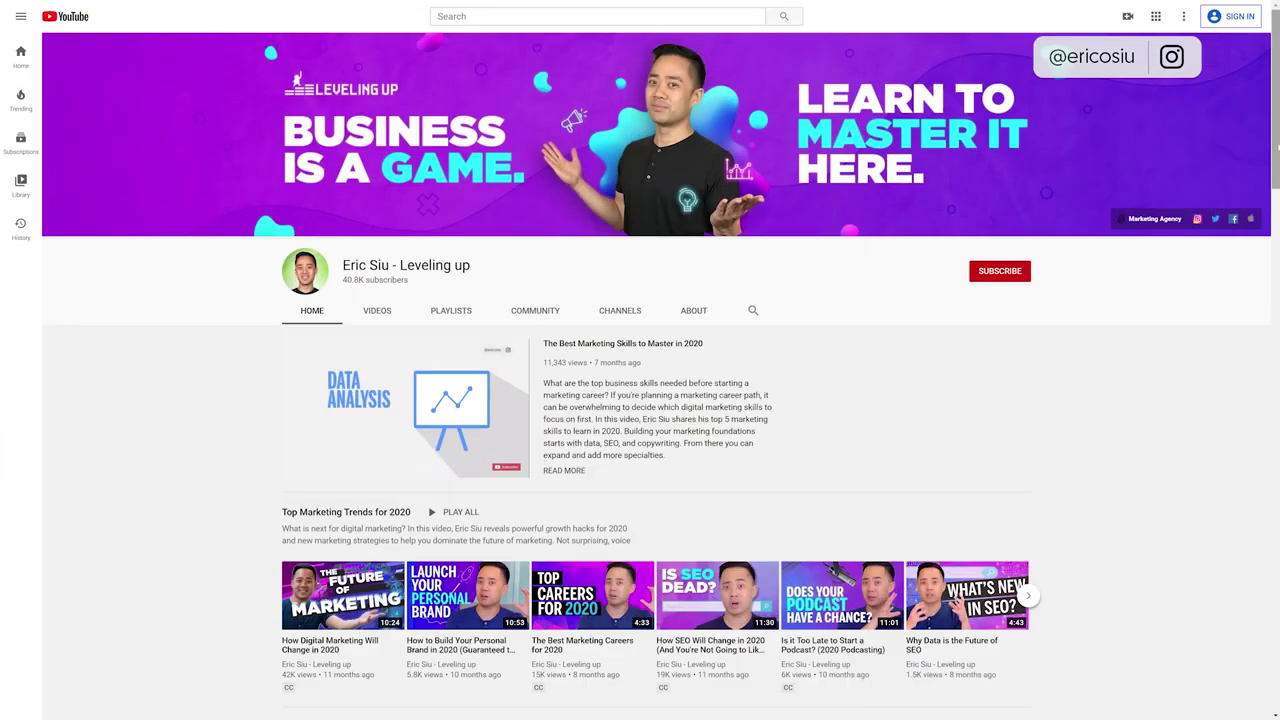 YouTube
Search
SIGN IN
@ericosiu
Home
Trending
Subscriptions
Library
History
LEVELING UP
BUSINESS
IS A GAME.
LEARN TO
MASTER IT
HERE.
Marketing Agency
Eric Siu - Leveling up
40.8K subscribers
SUBSCRIBE
HOME VIDEOS PLAYLISTS COMMUNITY CHANNELS ABOUT
DATA
ANALYSIS
The Best Marketing Skills to Master in 2020
11,343 views • 7 months ago
What are the top business skills needed before starting a
marketing career? If you're planning a marketing career path, it
can be overwhelming to decide which digital marketing skills to
focus on first. In this video, Eric Siu shares his top 5 marketing
skills to learn in 2020. Building your marketing foundations
starts with data, SEO, and copywriting. From there you can
expand and add more specialties.
READ MORE
Top Marketing Trends for 2020 PLAY ALL
What is next for digital marketing? In this video, Eric Siu reveals powerful growth hacks for 2020
and new marketing strategies to help you dominate the future of marketing. Not surprising, voice
THE
FUTURE
OF
MARKETING
10:24
How Digital Marketing Will
Change in 2020
Eric Siu - Leveling up
42K views • 11 months ago
CC
LAUNCH
YOUR
PERSONAL
BRAND
10:53
How to Build Your Personal
Brand in 2020 (Guaranteed t...
Eric Siu - Leveling up
5.8K views • 10 months ago
TOP
CAREERS
FOR 2020
4:33
The Best Marketing Careers
for 2020
Eric Siu - Leveling up
15K views • 8 months ago
CC
IS SEO
DEAD?
11:30
How SEO Will Change in 2020
(And You're Not Going to Lik...
Eric Siu - Leveling up
19K views • 11 months ago
CC
DOES YOUR
PODCAST
HAVE A CHANCE?
11:01
Is it Too Late to Start a
Podcast? (2020 Podcasting)
Eric Siu - Leveling up
6K views • 10 months ago
CC
WHAT'S NEW
IN SEO?
4:43
Why Data is the Future of
SEO
Eric Siu - Leveling up
1.5K views • 8 months ago